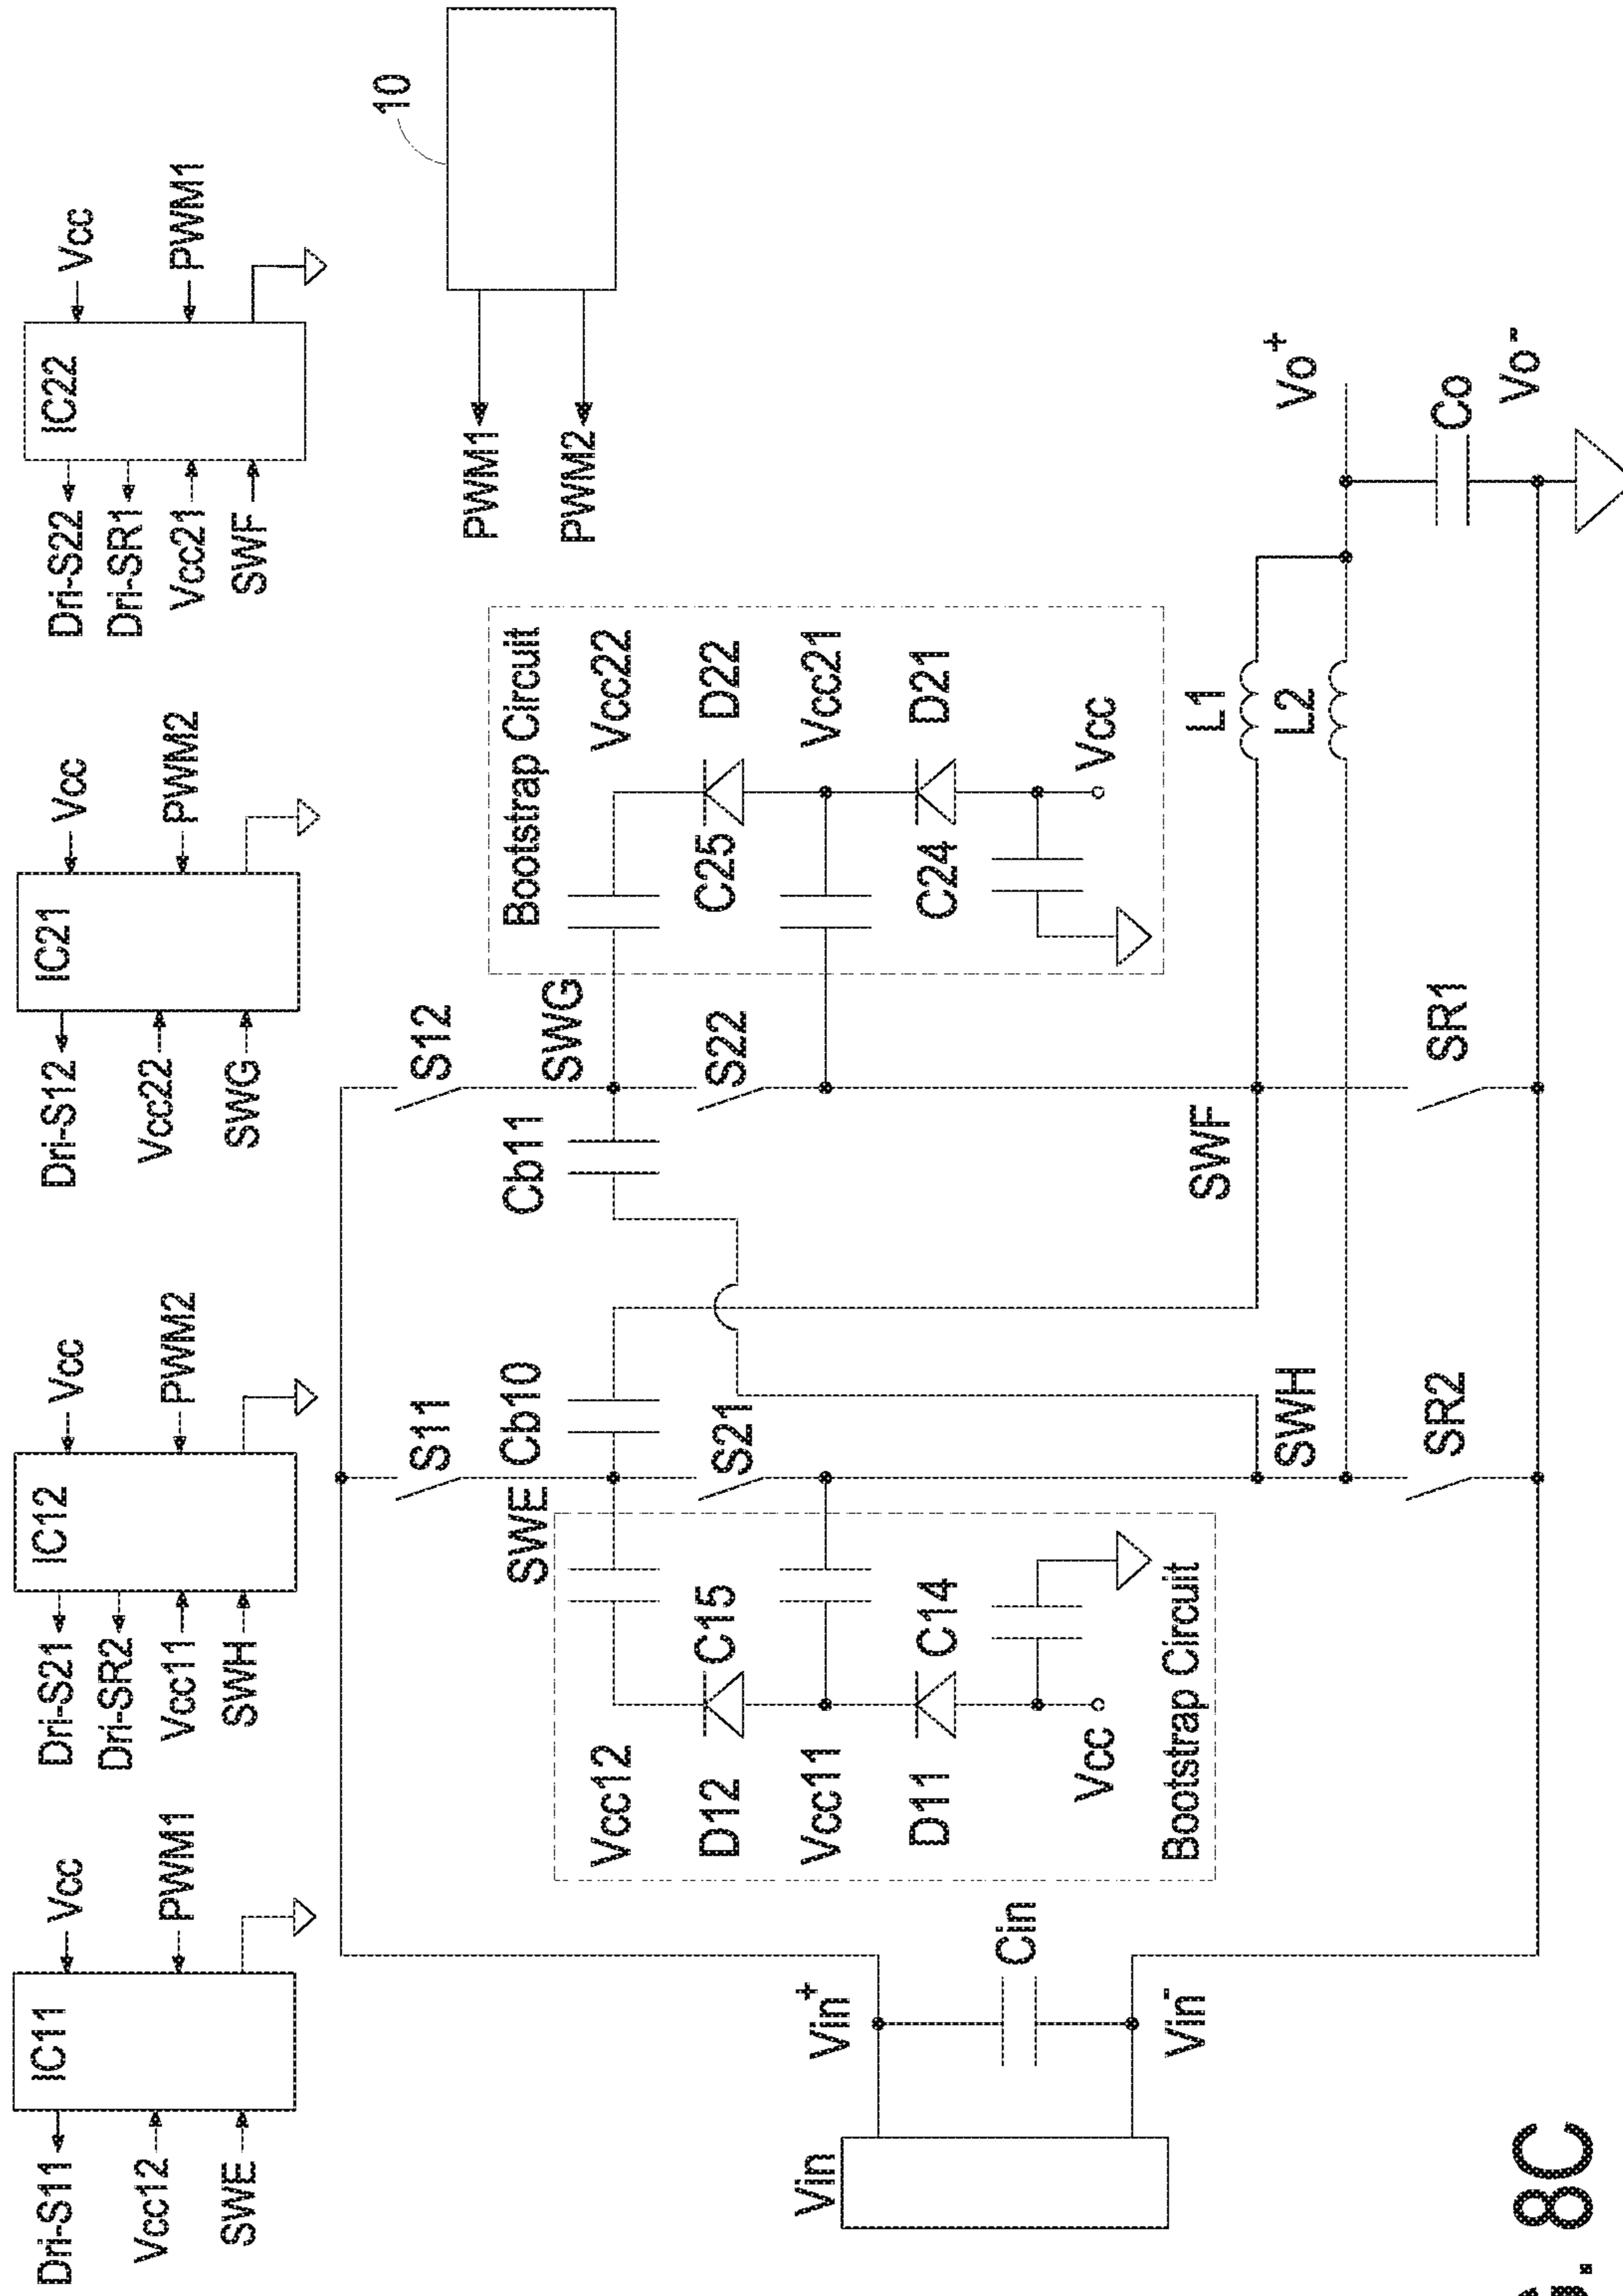 IC11
Vcc
PWM1
Dri-S11
Vcc12
SWE
IC12
Vcc
PWM2
Dri-S21
Dri-SR2
Vcc11
SWH
IC21
Vcc
PWM2
Dri-S12
Vcc22
SWG
IC22
Vcc
PWM1
Dri-S22
Dri-SR1
Vcc21
SWF
10
PWM1
PWM2
S11
S12
SWE
Cb10
Cb11
SWG
Bootstrap Circuit
Vcc12
Vcc22
D12
C15
S21
S22
C25
D22
Vcc11
Vcc21
D11
C14
C24
D21
Vcc
Vcc
Bootstrap Circuit
Vin
Vin+
Cin
Vin-
SWF
SWH
L1
L2
Vo+
SR2
SR1
Co
Vo-
8C